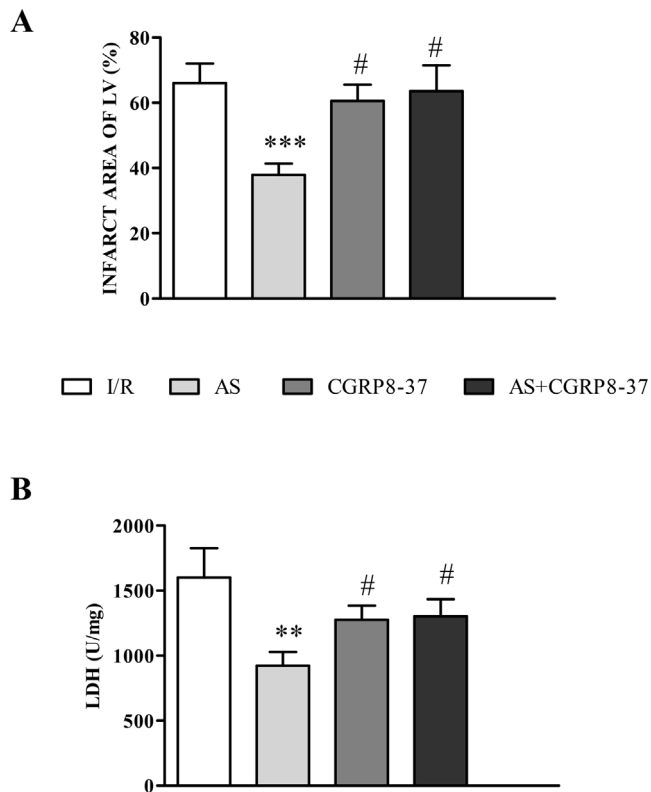 A
INFARCT AREA OF LV (%)
80
60
40
20
0
***
#
#
I/R
AS
CGRP8-37
AS+CGRP8-37
B
LDH (U/mg)
2000
1500
1000
500
0
**
#
#